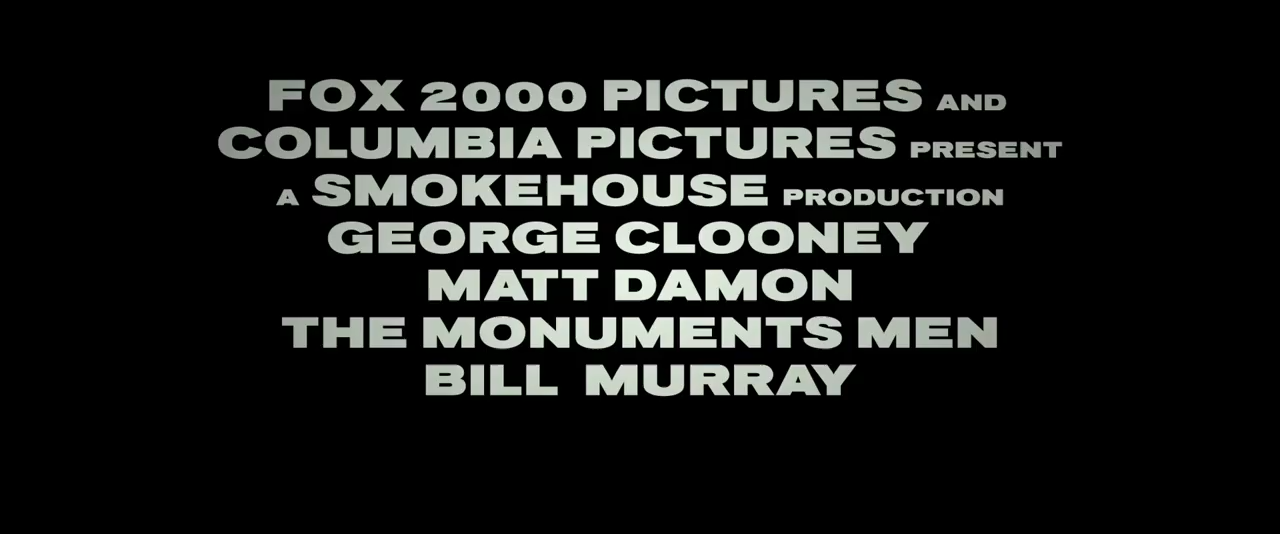 FOX 2000 PICTURES AND
COLUMBIA PICTURES PRESENT
A SMOKEHOUSE PRODUCTION
GEORGE CLOONEY
MATT DAMON
THE MONUMENTS MEN
BILL MURRAY